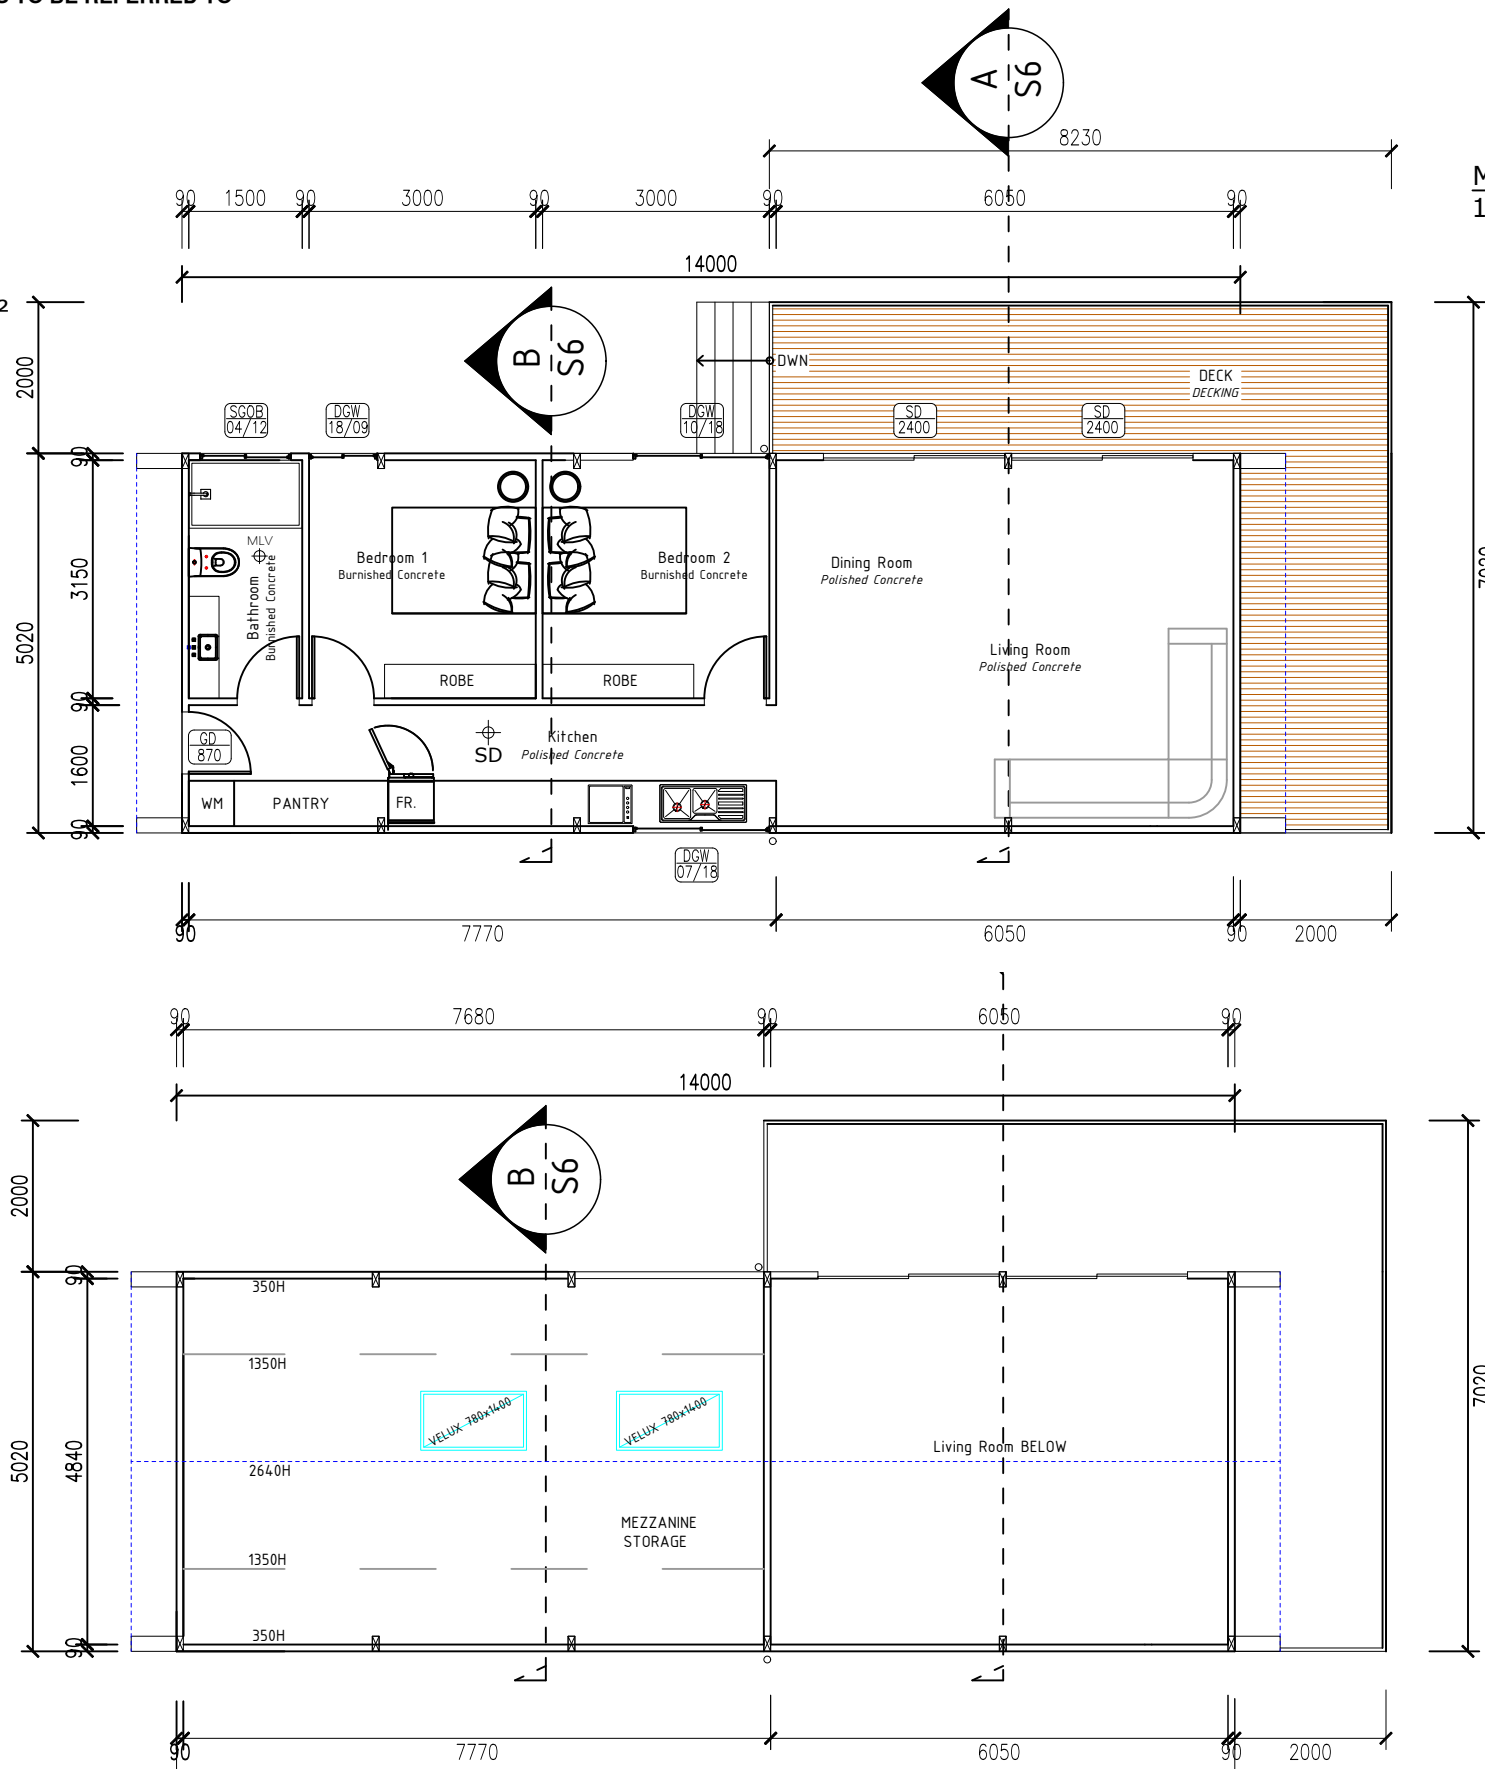 A
S6
8230
90 1500 90 3000 90 3000 90 6050 90
14000
2000
B
S6
DWN
DECK
DECKING
SGOB
04/12
DGW
18/09
DGW
10/18
SD
2400
SD
2400
90
3150
5020
90
1600
90
MLV
Bathroom
Burnished Concrete
Bedroom 1
Burnished Concrete
Bedroom 2
Burnished Concrete
Dining Room
Polished Concrete
Living Room
Polished Concrete
ROBE
ROBE
GD
870
SD
Kitchen
Polished Concrete
WM
PANTRY
FR.
DGW
07/18
90 7770 6050 90 2000
90 7680 90 6050 90
14000
2000
B
S6
90
5020
4840
90
7020
350H
1350H
VELUX 780x1400
VELUX 780x1400
Living Room BELOW
2640H
MEZZANINE
STORAGE
1350H
350H
90 7770 6050 90 2000